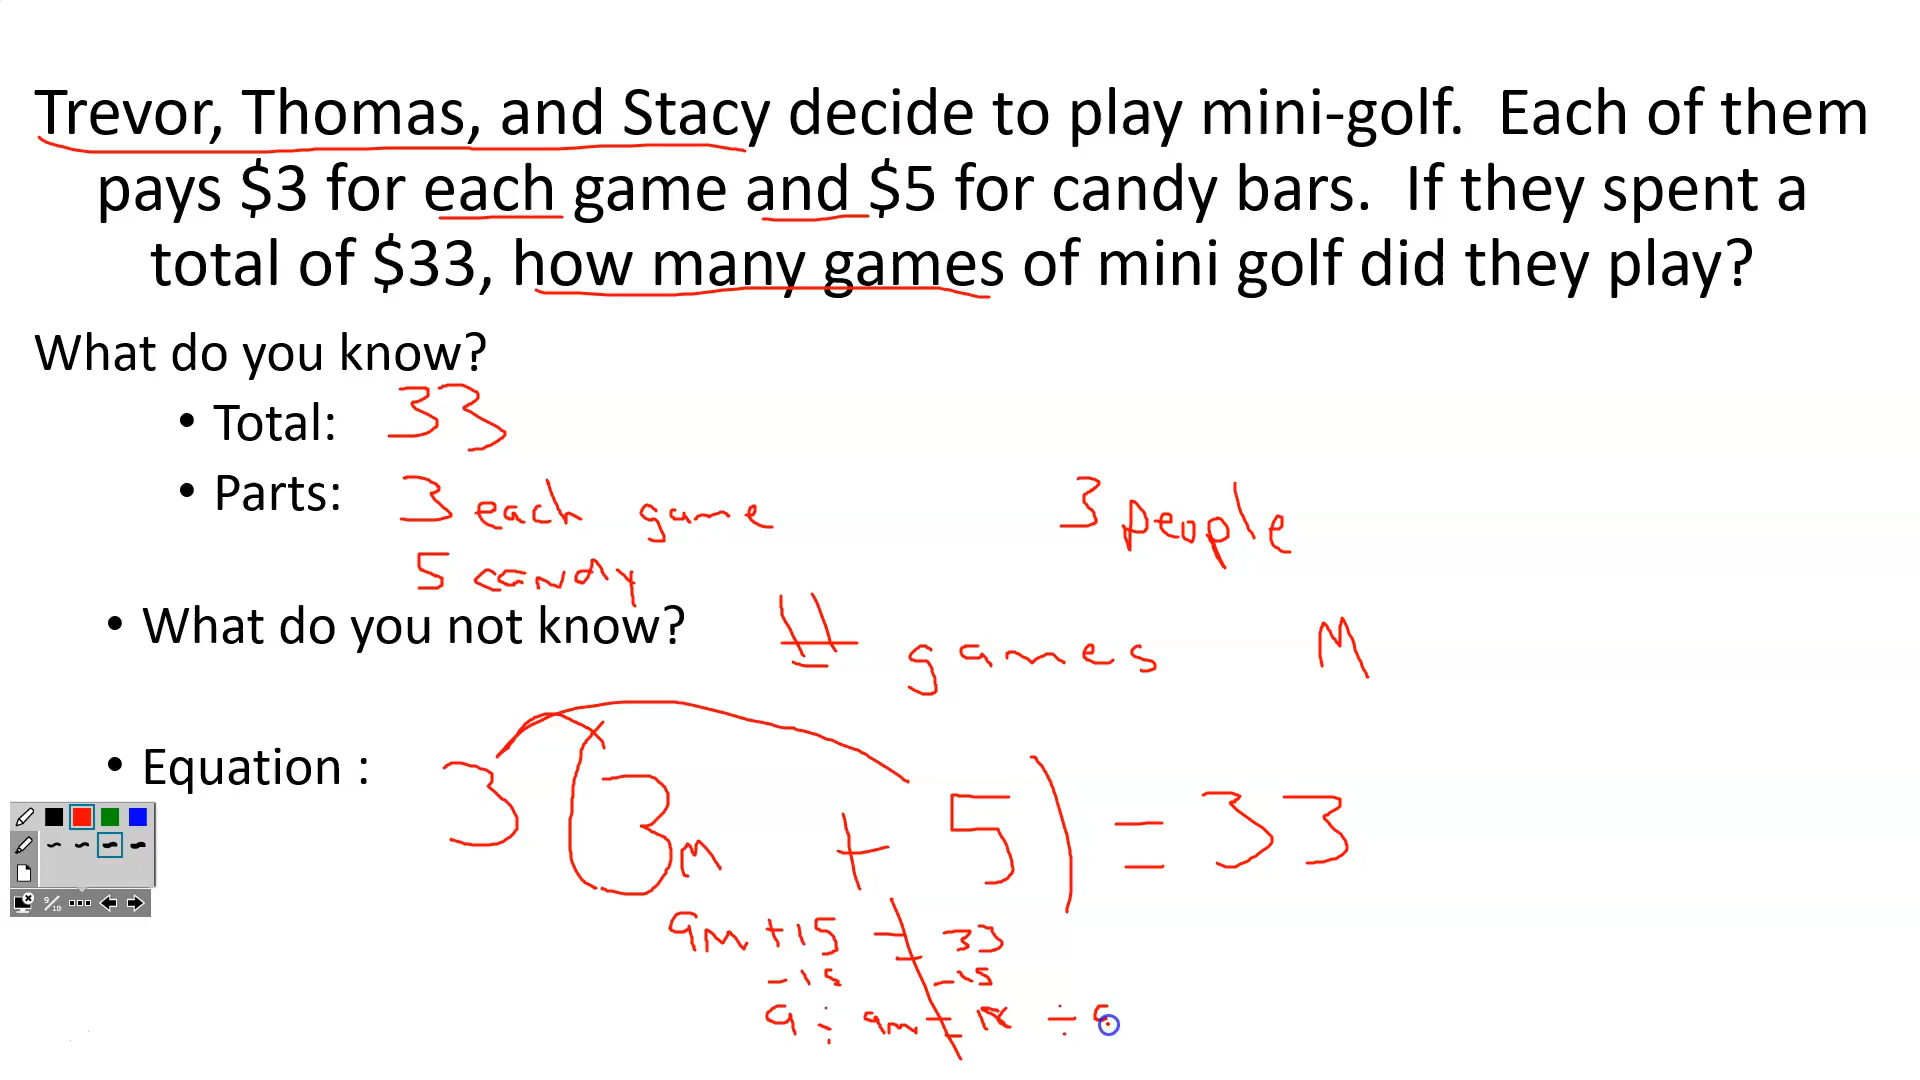 Trevor, Thomas, and Stacy decide to play mini-golf. Each of them
pays $3 for each game and $5 for candy bars. If they spent a
total of $33, how many games of mini golf did they play?
What do you know?
• Total: 33
• Parts: 3 each game 3 people
5 candy
• What do you not know? # games M
• Equation : 3(3m + 5) = 33
9m +15 = 33
-15 -15
9 ÷ 9m = 18 ÷ 9
9/10